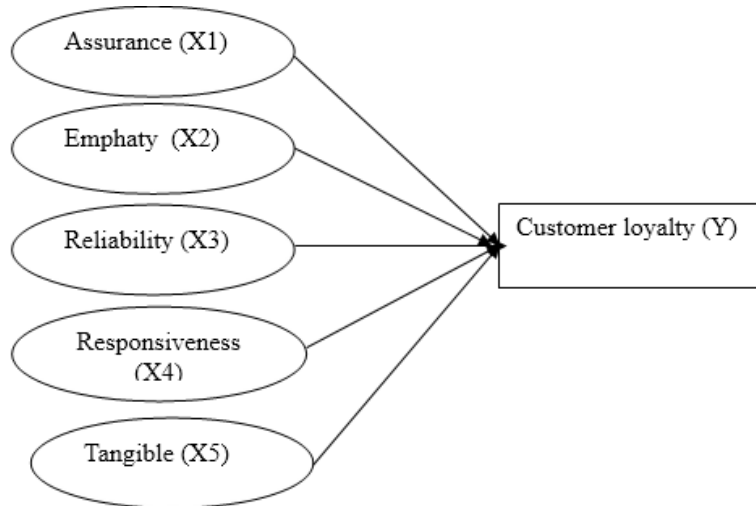 Assurance (X1)
Emphaty (X2)
Reliability (X3)
Customer loyalty (Y)
Responsiveness
(X4)
Tangible (X5)